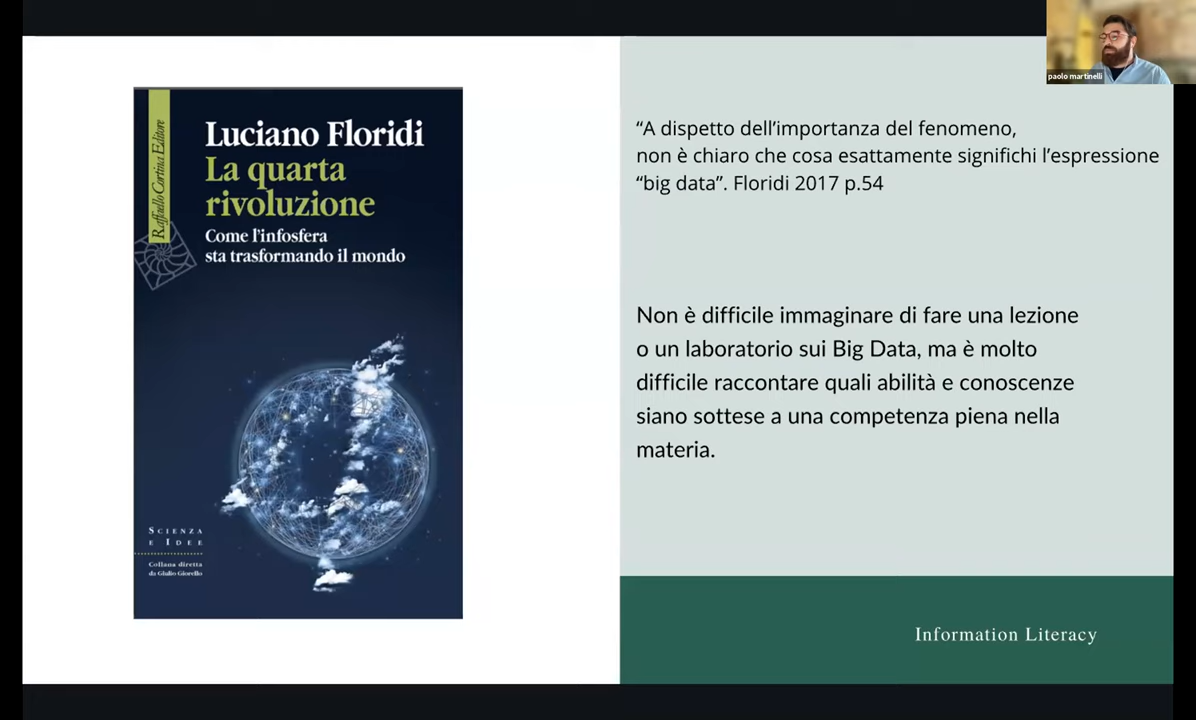 paolo martinelli
Raffaello Cortina Editore
Luciano Floridi
La quarta
rivoluzione
Come l'infosfera
sta trasformando il mondo
SCIENZA
E IDEE
Collana diretta
da Giulio Giorello
“A dispetto dell’importanza del fenomeno,
non è chiaro che cosa esattamente significhi l’espressione
“big data”. Floridi 2017 p.54
Non è difficile immaginare di fare una lezione
o un laboratorio sui Big Data, ma è molto
difficile raccontare quali abilità e conoscenze
siano sottese a una competenza piena nella
materia.
Information Literacy